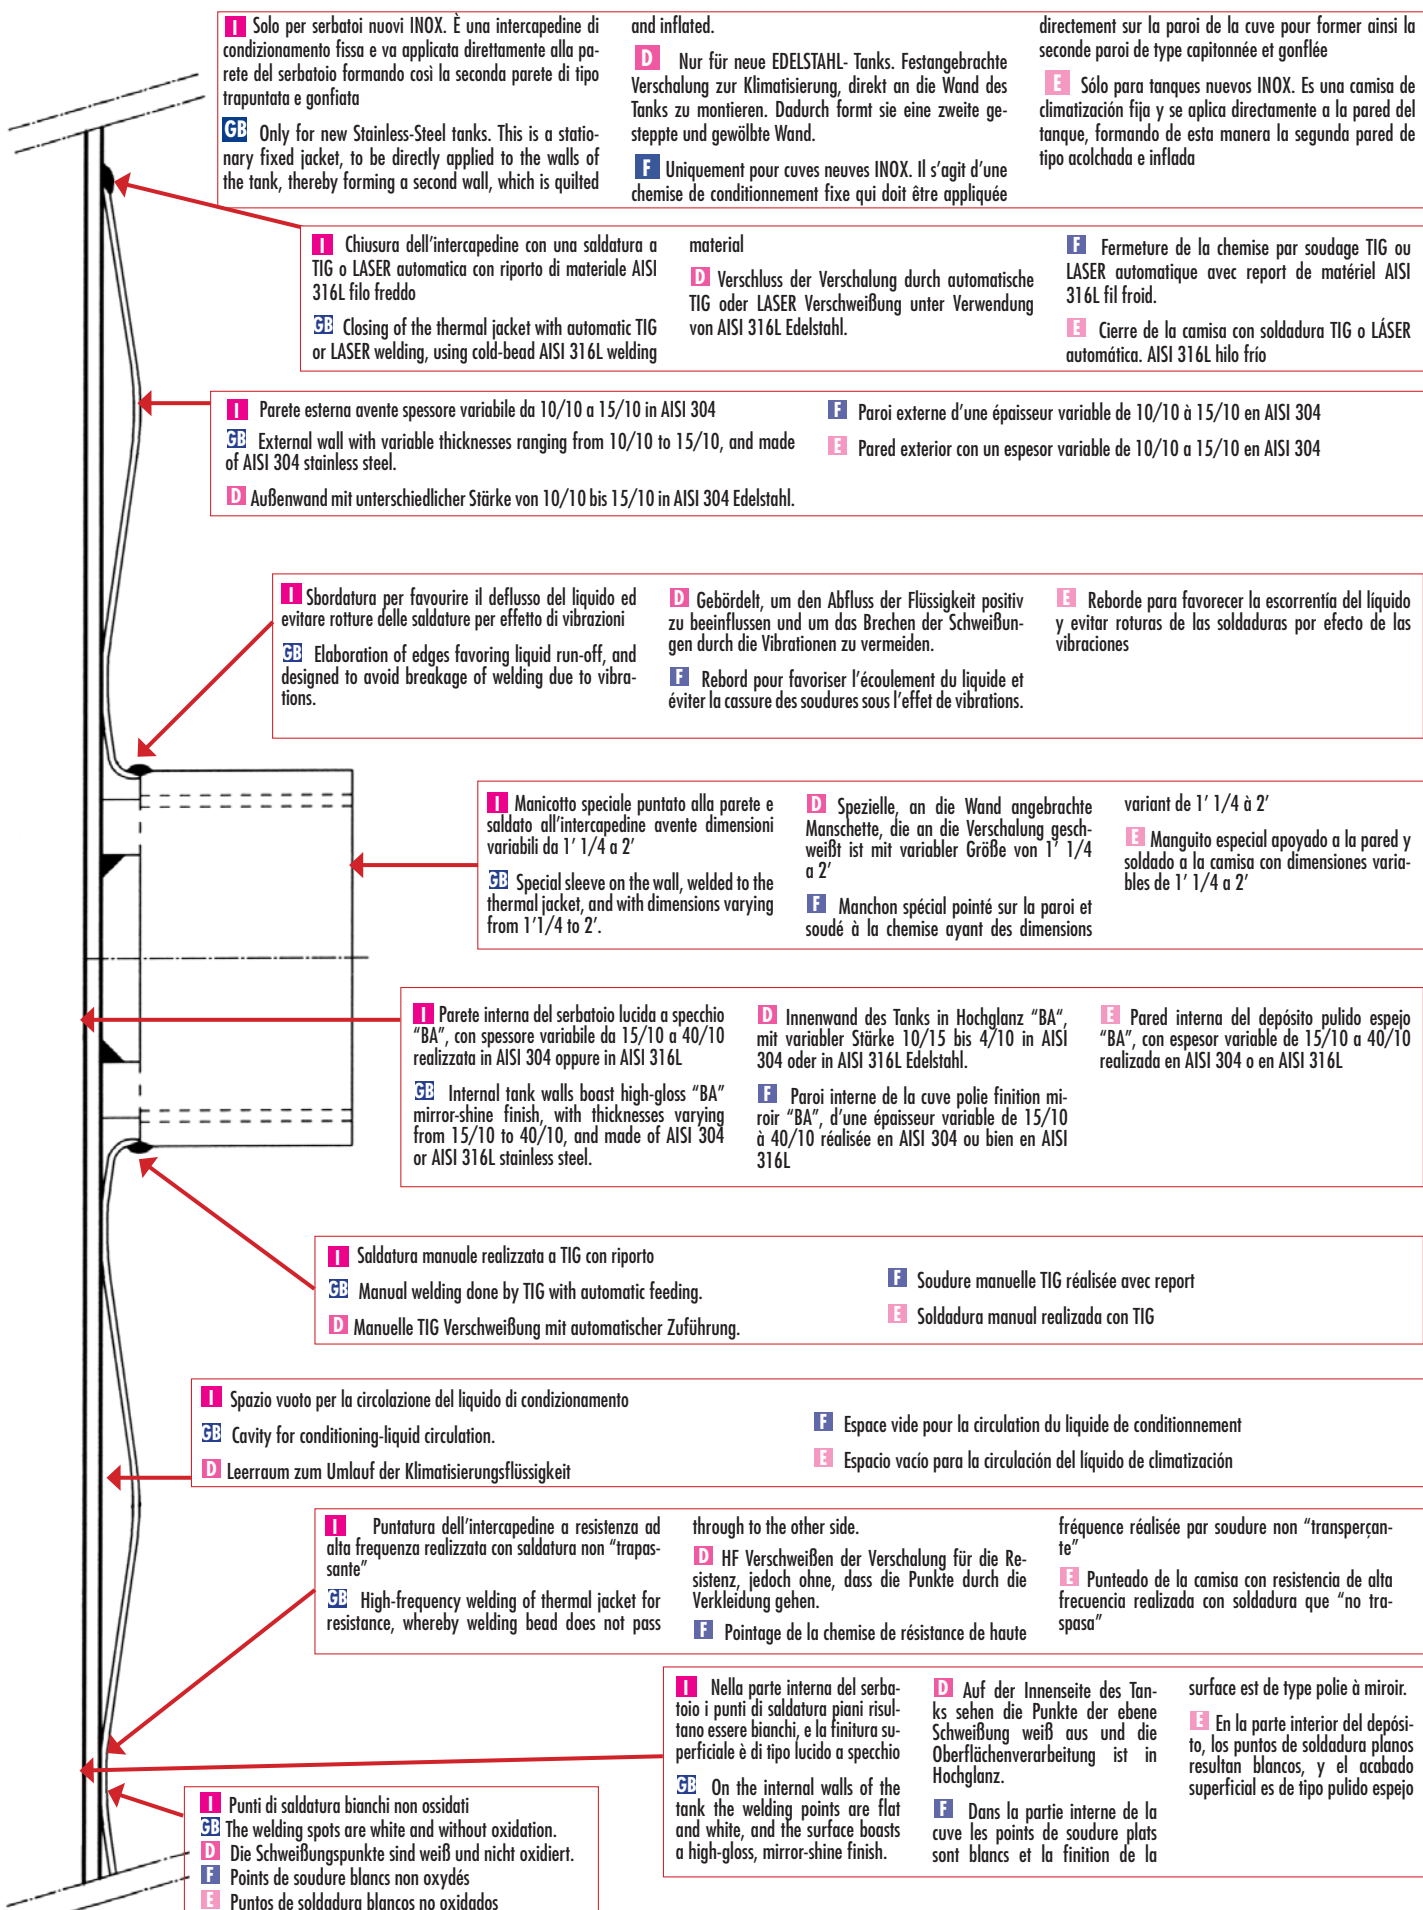 I Solo per serbatoi nuovi INOX. È una intercapedine di
condizionamento fissa e va applicata direttamente alla pa-
rete del serbatoio formando così la seconda parete di tipo
trapuntata e gonfiata
GB Only for new Stainless-Steel tanks. This is a statio-
nary fixed jacket, to be directly applied to the walls of
the tank, thereby forming a second wall, which is quilted
and inflated.
D Nur für neue EDELSTAHL- Tanks. Festangebrachte
Verschalung zur Klimatisierung, direkt an die Wand des
Tanks zu montieren. Dadurch formt sie eine zweite ge-
steppte und gewölbte Wand.
F Uniquement pour cuves neuves INOX. Il s'agit d'une
chemise de conditionnement fixe qui doit être appliquée
directement sur la paroi de la cuve pour former ainsi la
seconde paroi de type capitonnée et gonflé
E Sólo para tanques nuevos INOX. Es una camisa de
climatización fija y se aplica directamente a la pared del
tanque, formando de esta manera la segunda pared de
tipo acolchada e inflada
I Chiusura dell'intercapedine con una saldatura a
TIG o LASER automatica con riporto di materiale AISI
316L filo freddo
GB Closing of the thermal jacket with automatic TIG
or LASER welding, using cold-bead AISI 316L welding
material
D Verschluss der Verschalung durch automatische
TIG oder LASER Verschweißung unter Verwendung
von AISI 316L Edelstahl.
F Fermeture de la chemise par soudage TIG ou
LASER automatique avec report de matériel AISI
316L fil froid.
E Cierre de la camisa con soldadura TIG o LÁSER
automática. AISI 316L hilo frío
I Parete esterna avente spessore variabile da 10/10 a 15/10 in AISI 304
GB External wall with variable thicknesses ranging from 10/10 to 15/10, and made
of AISI 304 stainless steel.
D Außenwand mit unterschiedlicher Stärke von 10/10 bis 15/10 in AISI 304 Edelstahl.
F Paroi externe d'une épaisseur variable de 10/10 à 15/10 en AISI 304
E Pared exterior con un espesor variable de 10/10 a 15/10 en AISI 304
I Sbordatura per favourire il deflusso del liquido ed
evitare rotture delle saldature per effetto di vibrazioni
GB Elaboration of edges favoring liquid run-off, and
designed to avoid breakage of welding due to vibra-
tions.
D Gebördelt, um den Abfluss der Flüssigkeit positiv
zu beeinflussen und um das Brechen der Schweißun-
gen durch die Vibrationen zu vermeiden.
F Rebord pour favoriser l'écoulement du liquide et
éviter la cassure des soudures sous l'effet de vibrations.
E Reborde para favorecer la escorrentía del líquido
y evitar roturas de las soldaduras por efecto de las
vibraciones
I Manicotto speciale puntato alla parete e
saldato all'intercapedine avente dimensioni
variabili da 1' 1/4 a 2'
GB Special sleeve on the wall, welded to the
thermal jacket, and with dimensions varying
from 1'1/4 to 2'.
D Spezielle, an die Wand angebrachte
Manschette, die an die Verschalung gesch-
weißt ist mit variabler Größe von 1' 1/4
a 2'
F Manchon spécial pointé sur la paroi et
soudé à la chemise ayant des dimensions
variant de 1' 1/4 à 2'
E Manguito especial apoyado a la pared y
soldado a la camisa con dimensiones varia-
bles de 1' 1/4 a 2'
I Parete interna del serbatoio lucida a specchio
“BA”, con spessore variabile da 15/10 a 40/10
realizzata in AISI 304 oppure in AISI 316L
GB Internal tank walls boast high-gloss “BA”
mirror-shine finish, with thicknesses varying
from 15/10 to 40/10, and made of AISI 304
or AISI 316L stainless steel.
D Innenwand des Tanks in Hochglanz “BA“,
mit variabler Stärke 10/15 bis 4/10 in AISI
304 oder in AISI 316L Edelstahl.
F Paroi interne de la cuve polie finition mi-
roir “BA”, d'une épaisseur variable de 15/10
à 40/10 réalisée en AISI 304 ou bien en AISI
316L
E Pared interna del depósito pulido espejo
“BA”, con espesor variable de 15/10 a 40/10
realizada en AISI 304 o en AISI 316L
I Saldatura manuale realizzata a TIG con riporto
GB Manual welding done by TIG with automatic feeding.
D Manuelle TIG Verschweißung mit automatischer Zuführung.
F Soudure manuelle TIG réalisée avec report
E Soldadura manual realizada con TIG
I Spazio vuoto per la circolazione del liquido di condizionamento
GB Cavity for conditioning-liquid circulation.
D Leerraum zum Umlauf der Klimatisierungsflüssigkeit
F Espace vide pour la circulation du liquide de conditionnement
E Espacio vacío para la circulación del líquido de climatización
I Puntatura dell'intercapedine a resistenza ad
alta frequenza realizzata con saldatura non “trapas-
sante”
GB High-frequency welding of thermal jacket for
resistance, whereby welding bead does not pass
through to the other side.
D HF Verschweißen der Verschalung für die Re-
sistenz, jedoch ohne, dass die Punkte durch die
Verkleidung gehen.
F Pointage de la chemise de résistance de haute
fréquence réalisée par soudure non “transperçan-
te”
E Punteado de la camisa con resistencia de alta
frecuencia realizada con soldadura que “no tra-
spasa”
I Nella parte interna del serba-
toio i punti di saldatura piani risul-
tano essere bianchi, e la finitura su-
perficiale è di tipo lucido a specchio
GB On the internal walls of the
tank the welding points are flat
and white, and the surface boasts
a high-gloss, mirror-shine finish.
D Auf der Innenseite des Tan-
ks sehen die Punkte der ebene
Schweißung weiß aus und die
Oberflächenverarbeitung ist in
Hochglanz.
F Dans la partie interne de la
cuve les points de soudure plats
sont blancs et la finition de la
surface est de type polie à miroir.
E En la parte interior del depósi-
to, los puntos de soldadura planos
resultan blancos, y el acabado
superficial es de tipo pulido espejo
I Punti di saldatura bianchi non ossidati
GB The welding spots are white and without oxidation.
D Die Schweißungspunkte sind weiß und nicht oxidiert.
F Points de soudure blancs non oxydés
E Puntos de soldadura blancos no oxidados